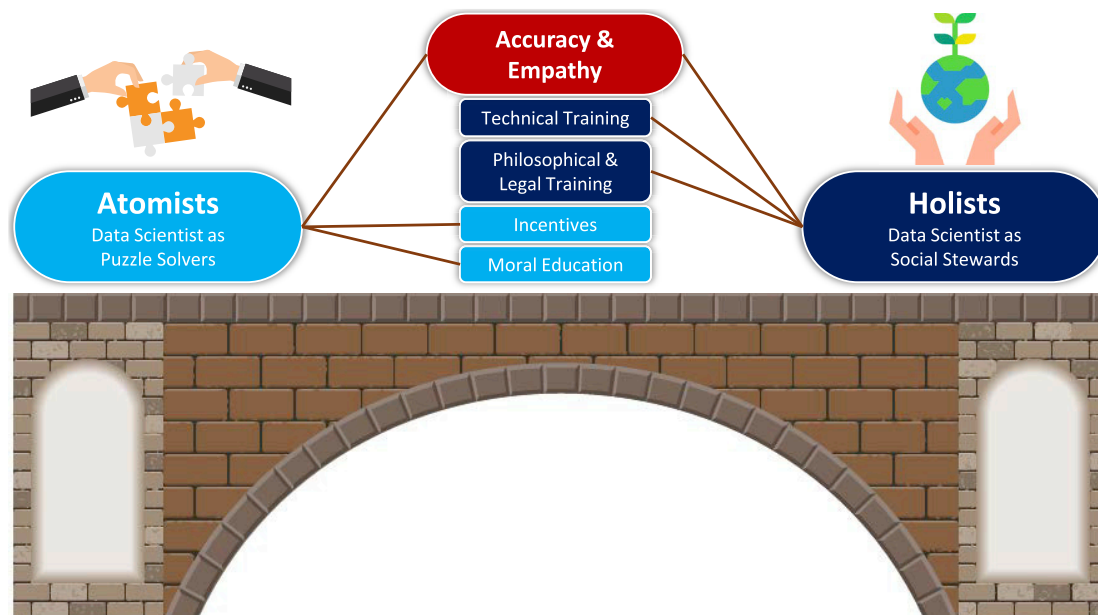 Accuracy &
Empathy
Technical Training
Philosophical &
Legal Training
Incentives
Moral Education
Atomists
Data Scientist as
Puzzle Solvers
Holists
Data Scientist as
Social Stewards